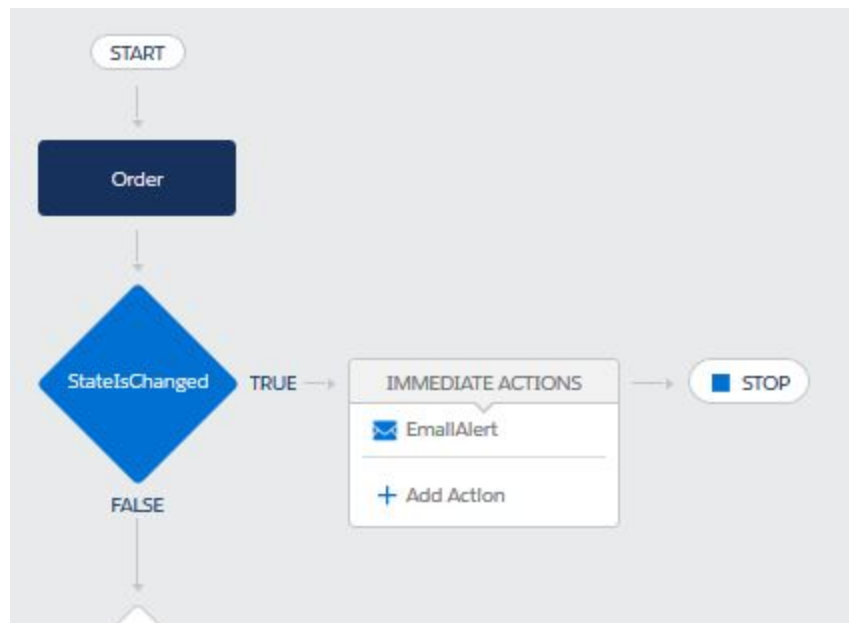 START
Order
StateIsChanged
TRUE
IMMEDIATE ACTIONS
STOP
EmailAlert
+ Add Action
FALSE